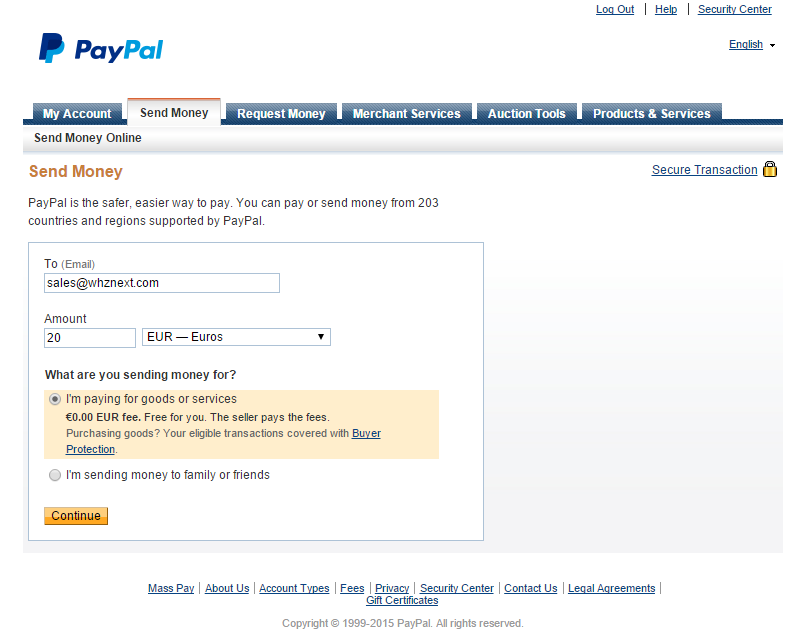 Log Out | Help | Security Center
English
PayPal
My Account Send Money Request Money Merchant Services Auction Tools Products & Services
Send Money Online
Send Money
Secure Transaction
PayPal is the safer, easier way to pay. You can pay or send money from 203
countries and regions supported by PayPal.
To (Email)
sales@whznext.com
Amount
20 EUR — Euros
What are you sending money for?
I'm paying for goods or services
€0.00 EUR fee. Free for you. The seller pays the fees.
Purchasing goods? Your eligible transactions covered with Buyer
Protection.
I'm sending money to family or friends
Continue
Mass Pay | About Us | Account Types | Fees | Privacy | Security Center | Contact Us | Legal Agreements |
Gift Certificates
Copyright © 1999-2015 PayPal. All rights reserved.